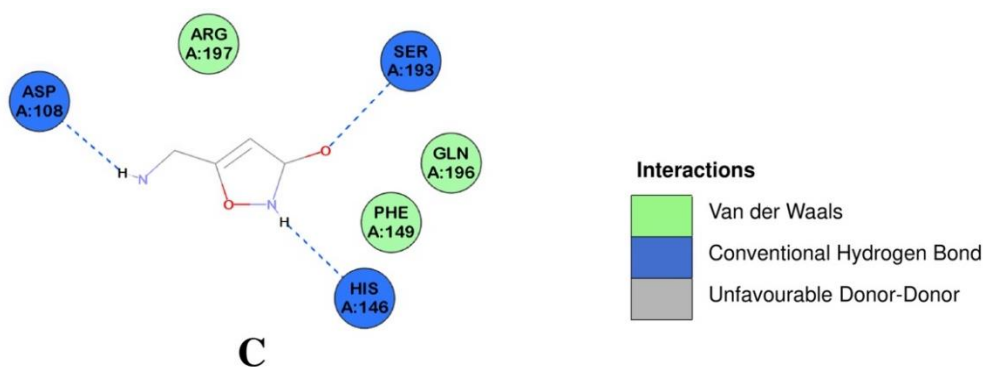 ARG
A:197
SER
A:193
ASP
A:108
H
N
O
GLN
A:196
O
N
H
PHE
A:149
HIS
A:146
C
Interactions
Van der Waals
Conventional Hydrogen Bond
Unfavourable Donor-Donor